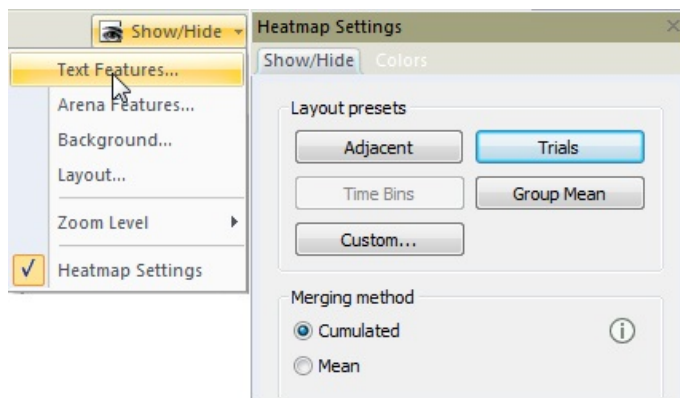 Show/Hide
Text Features...
Arena Features...
Background...
Layout...
Zoom Level
Heatmap Settings
Heatmap Settings
Show/Hide Colors
Layout presets
Adjacent Trials
Time Bins Group Mean
Custom...
Merging method
Cumulated
Mean